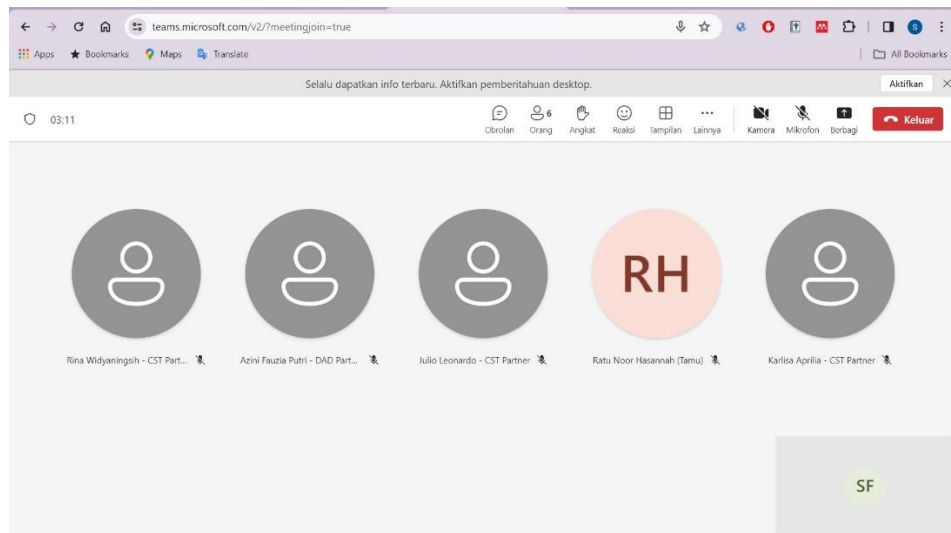 teams.microsoft.com/v2/?meetingjoin=true
S
Apps Bookmarks Maps Translate All Bookmarks
Selalu dapatkan info terbaru. Aktifkan pemberitahuan desktop. Aktifkan
03:11 6
Obrolan Orang Angkat Reaksi Tampilan Lainnya Kamera Mikrofon Berbagi Keluar
RH
Rina Widyaningsih - CST Part... Azini Fauzia Putri - DAD Part... Julio Leonardo - CST Partner Ratu Noor Hasannah (Tamu) Karlisa Aprilia - CST Partner
SF